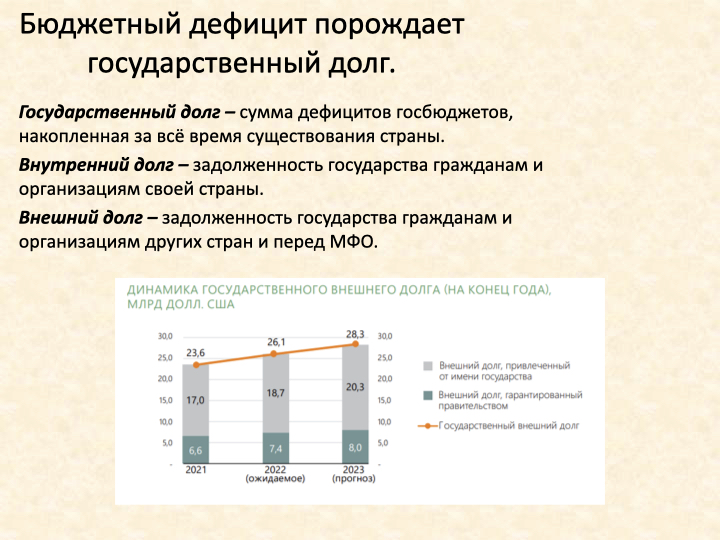 Бюджетный дефицит порождает
государственный долг.
Государственный долг – сумма дефицитов госбюджетов,
накопленная за всё время существования страны.
Внутренний долг – задолженность государства гражданам и
организациям своей страны.
Внешний долг – задолженность государства гражданам и
организациям других стран и перед МФО.
ДИНАМИКА ГОСУДАРСТВЕННОГО ВНЕШНЕГО ДОЛГА (НА КОНЕЦ ГОДА),
МЛРД ДОЛЛ. США
30,0 23,6 26,1 28,3 30,0
25,0 25,0
20,0 17,0 18,7 20,3 20,0
15,0 15,0
10,0 10,0
5,0 6,6 7,4 8,0 5,0
- -
2021 2022 2023
(ожидаемое) (прогноз)
Внешний долг, привлеченный
от имени государства
Внешний долг, гарантированный
правительством
Государственный внешний долг